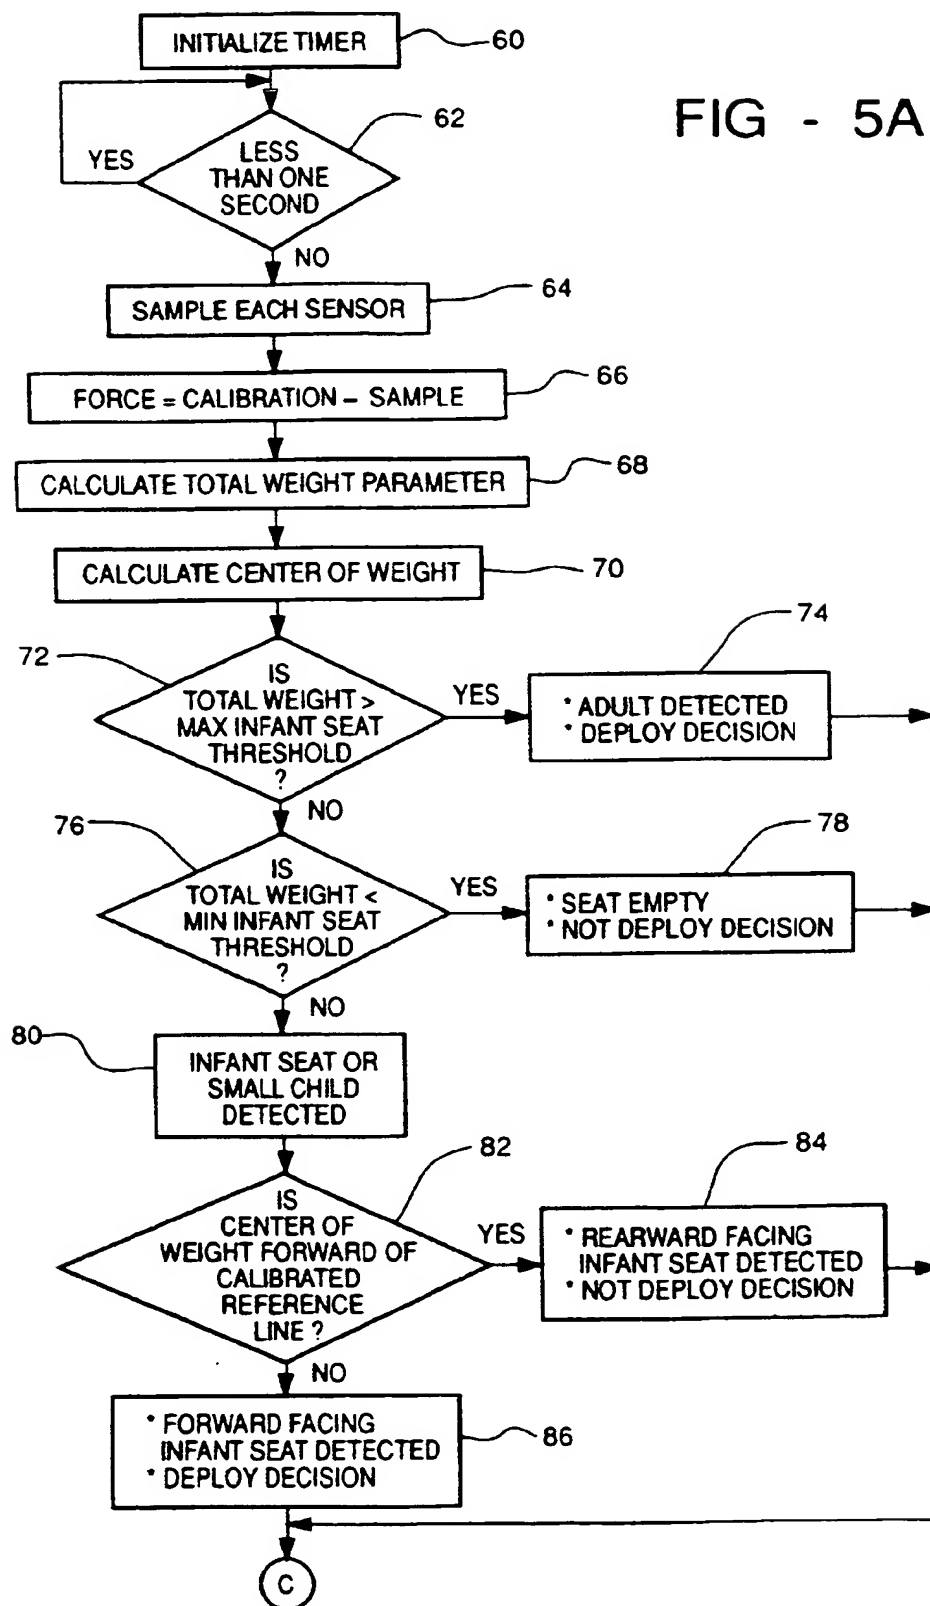 INITIALIZE TIMER
60
FIG - 5A
62
YES
LESS
THAN ONE
SECOND
NO
SAMPLE EACH SENSOR
64
FORCE = CALIBRATION - SAMPLE
66
CALCULATE TOTAL WEIGHT PARAMETER
68
CALCULATE CENTER OF WEIGHT
70
72
IS
TOTAL WEIGHT >
MAX INFANT SEAT
THRESHOLD
?
YES
74
* ADULT DETECTED
* DEPLOY DECISION
NO
76
IS
TOTAL WEIGHT <
MIN INFANT SEAT
THRESHOLD
?
YES
78
* SEAT EMPTY
* NOT DEPLOY DECISION
NO
80
INFANT SEAT OR
SMALL CHILD
DETECTED
82
IS
CENTER OF
WEIGHT FORWARD OF
CALIBRATED
REFERENCE
LINE ?
YES
84
* REARWARD FACING
INFANT SEAT DETECTED
* NOT DEPLOY DECISION
NO
* FORWARD FACING
INFANT SEAT DETECTED
* DEPLOY DECISION
86
C